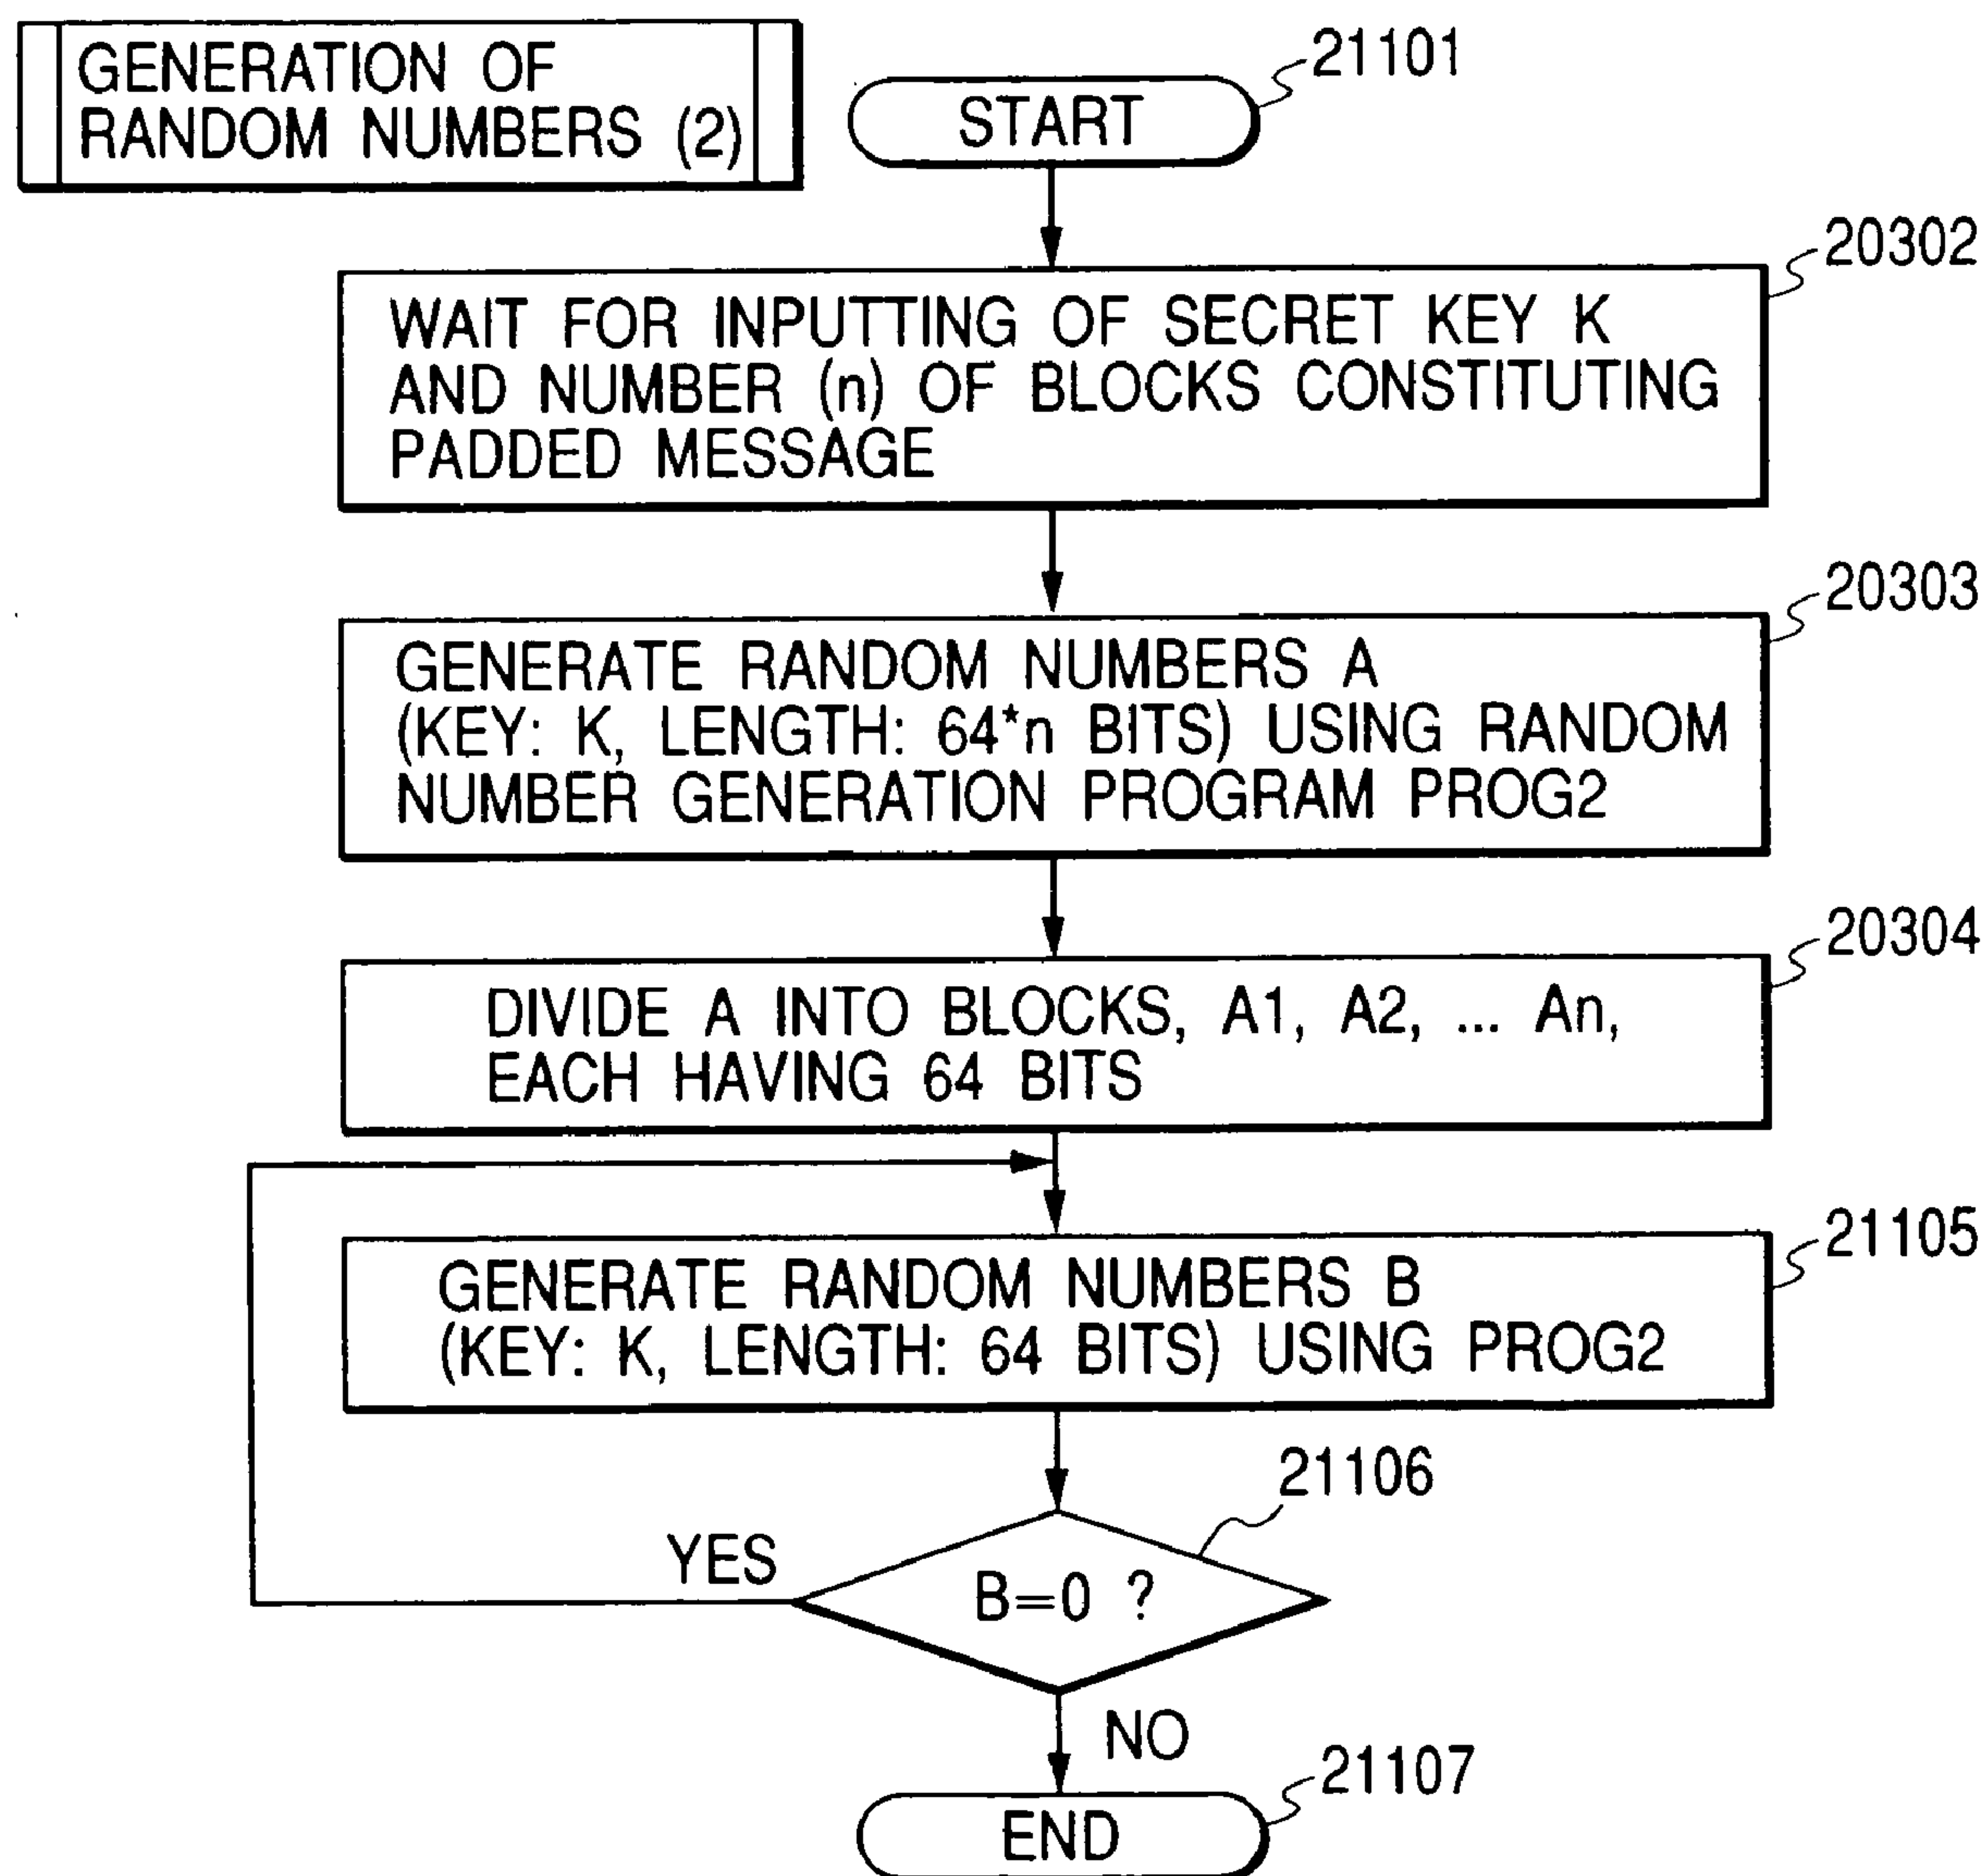 GENERATION OF
RANDOM NUMBERS (2)
21101
START
20302
WAIT FOR INPUTTING OF SECRET KEY K
AND NUMBER (n) OF BLOCKS CONSTITUTING
PADDED MESSAGE
20303
GENERATE RANDOM NUMBERS A
(KEY: K, LENGTH: 64*n BITS) USING RANDOM
NUMBER GENERATION PROGRAM PROG2
20304
DIVIDE A INTO BLOCKS, A1, A2, ... An,
EACH HAVING 64 BITS
21105
GENERATE RANDOM NUMBERS B
(KEY: K, LENGTH: 64 BITS) USING PROG2
21106
YES
B=0 ?
NO
21107
END